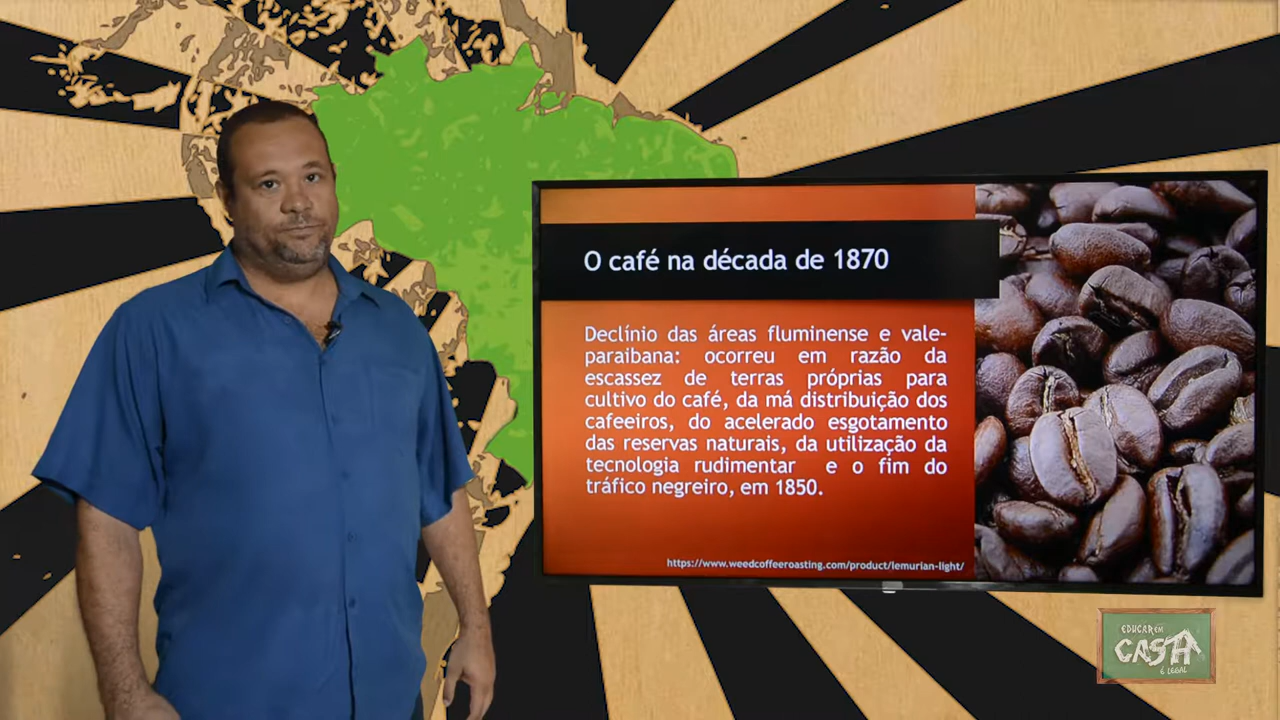 O café na década de 1870
Declínio das áreas fluminense e vale-
paraibana: ocorreu em razão da
escassez de terras próprias para
cultivo do café, da má distribuição dos
cafeeiros, do acelerado esgotamento
das reservas naturais, da utilização da
tecnologia rudimentar e o fim do
tráfico negreiro, em 1850.
https://www.weedcoffeeroasting.com/product/lemurian-light/
EDUCAR EM
CASA
É LEGAL